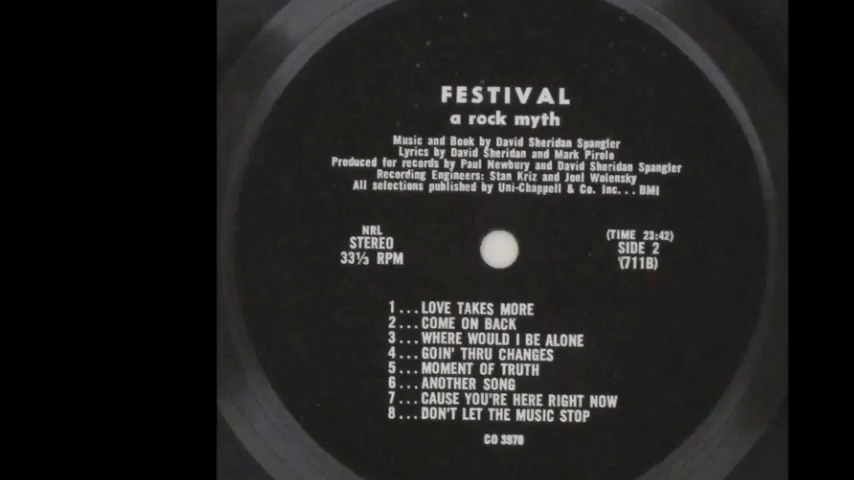 FESTIVAL
a rock myth
Music and Book by David Sheridan Spangler
Lyrics by David Sheridan and Mark Pirolo
Produced for records by Paul Newbury and David Sheridan Spangler
Recording Engineers: Stan Kriz and Joel Wolensky
All selections published by Uni-Chappell & Co. Inc...BMI
NRL
STEREO
33⅓ RPM
(TIME 23:42)
SIDE 2
(711B)
1...LOVE TAKES MORE
2...COME ON BACK
3...WHERE WOULD I BE ALONE
4...GOIN' THRU CHANGES
5...MOMENT OF TRUTH
6...ANOTHER SONG
7...CAUSE YOU'RE HERE RIGHT NOW
8...DON'T LET THE MUSIC STOP
CO 3978